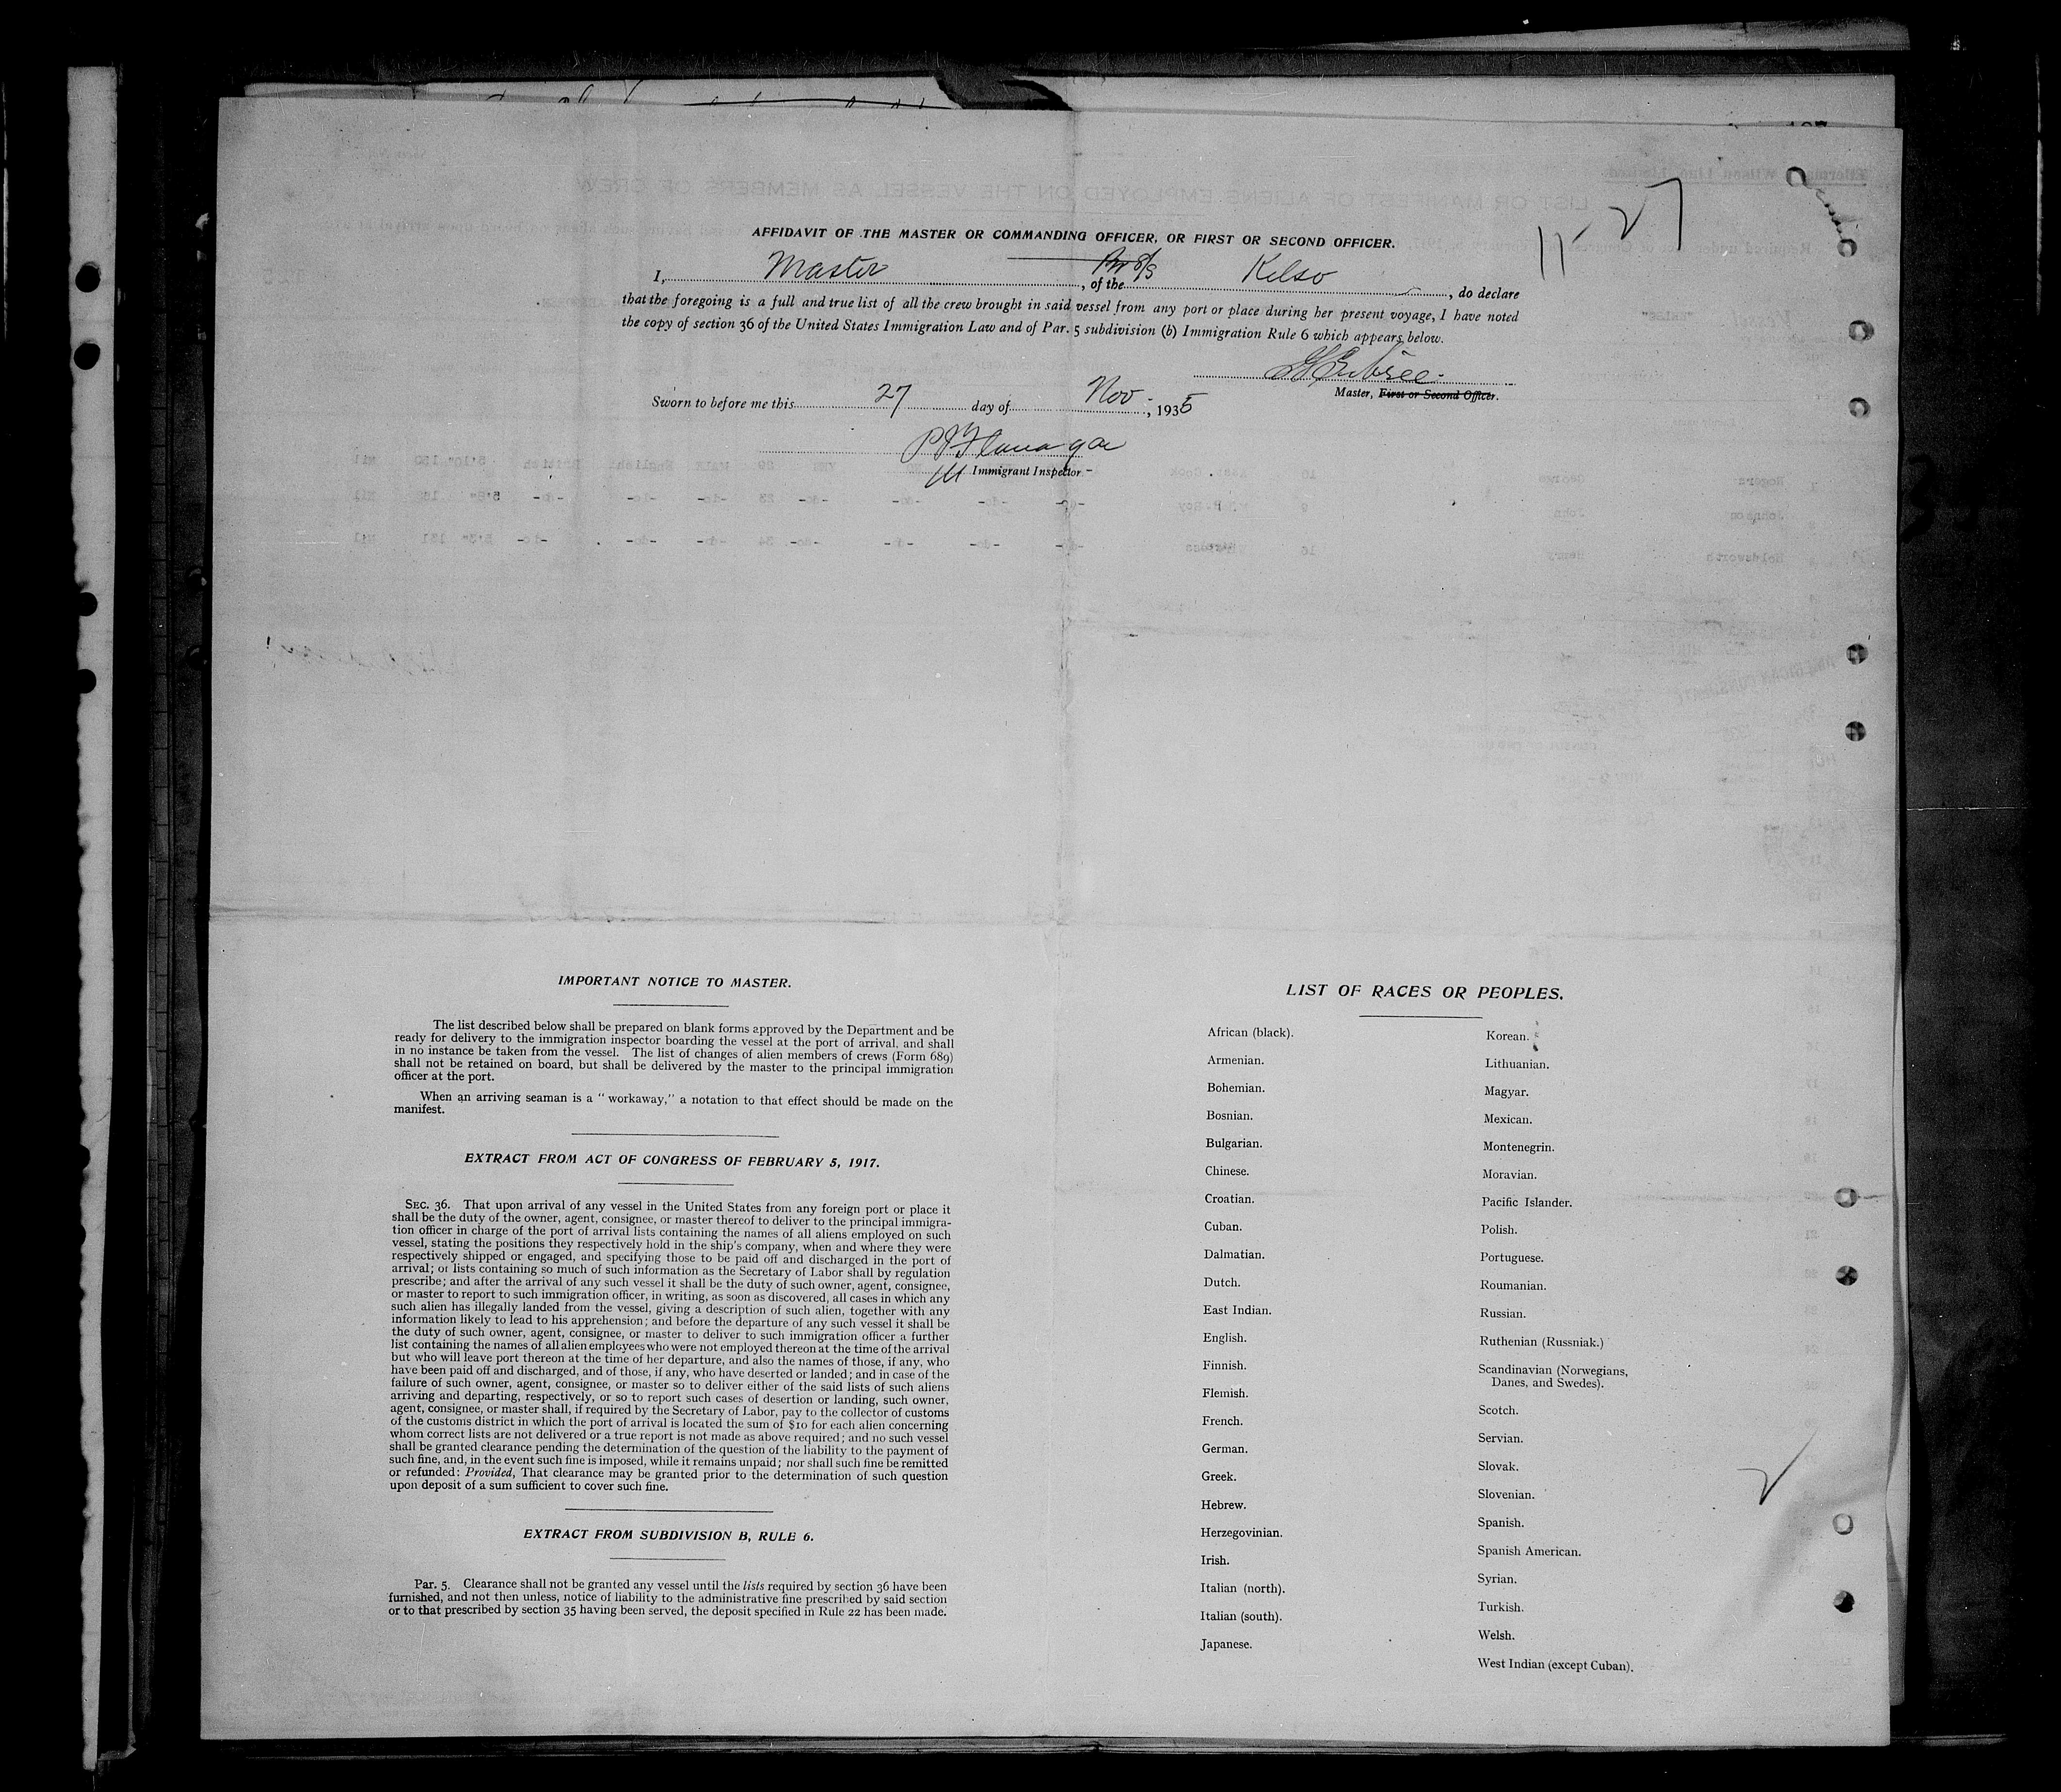 11-27
AFFIDAVIT OF THE MASTER OR COMMANDING OFFICER, OR FIRST OR SECOND OFFICER.
I, Master, of the Br S/S Kelso, do declare
that the foregoing is a full and true list of all the crew brought in said vessel from any port or place during her present voyage, I have noted
the copy of section 36 of the United States Immigration Law and of Par. 5 subdivision (b) Immigration Rule 6 which appears below.
Master, First or Second Officer.
Sworn to before me this 27 day of Nov, 1935
P J Flanagan
Immigrant Inspector
IMPORTANT NOTICE TO MASTER.
The list described below shall be prepared on blank forms approved by the Department and be
ready for delivery to the immigration inspector boarding the vessel at the port of arrival, and shall
in no instance be taken from the vessel. The list of changes of alien members of crews (Form 689)
shall not be retained on board, but shall be delivered by the master to the principal immigration
officer at the port.
When an arriving seaman is a "workaway," a notation to that effect should be made on the
manifest.
EXTRACT FROM ACT OF CONGRESS OF FEBRUARY 5, 1917.
SEC. 36. That upon arrival of any vessel in the United States from any foreign port or place it
shall be the duty of the owner, agent, consignee, or master thereof to deliver to the principal immigra-
tion officer in charge of the port of arrival lists containing the names of all aliens employed on such
vessel, stating the positions they respectively hold in the ship's company, when and where they were
respectively shipped or engaged, and specifying those to be paid off and discharged in the port of
arrival; or lists containing so much of such information as the Secretary of Labor shall by regulation
prescribe; and after the arrival of any such vessel it shall be the duty of such owner, agent, consignee,
or master to report to such immigration officer, in writing, as soon as discovered, all cases in which any
such alien has illegally landed from the vessel, giving a description of such alien, together with any
information likely to lead to his apprehension; and before the departure of any such vessel it shall be
the duty of such owner, agent, consignee, or master to deliver to such immigration officer a further
list containing the names of all alien employees who were not employed thereon at the time of the arrival
but who will leave port thereon at the time of her departure, and also the names of those, if any, who
have been paid off and discharged, and of those, if any, who have deserted or landed; and in case of the
failure of such owner, agent, consignee, or master so to deliver either of the said lists of such aliens
arriving and departing, respectively, or so to report such cases of desertion or landing, such owner,
agent, consignee, or master shall, if required by the Secretary of Labor, pay to the collector of customs
of the customs district in which the port of arrival is located the sum of $10 for each alien concerning
whom correct lists are not delivered or a true report is not made as above required; and no such vessel
shall be granted clearance pending the determination of the question of the liability to the payment of
such fine, and, in the event such fine is imposed, while it remains unpaid; nor shall such fine be remitted
or refunded: Provided, That clearance may be granted prior to the determination of such question
upon deposit of a sum sufficient to cover such fine.
EXTRACT FROM SUBDIVISION B, RULE 6.
Par. 5. Clearance shall not be granted any vessel until the lists required by section 36 have been
furnished, and not then unless, notice of liability to the administrative fine prescribed by said section
or to that prescribed by section 35 having been served, the deposit specified in Rule 22 has been made.
LIST OF RACES OR PEOPLES.
African (black).
Armenian.
Bohemian.
Bosnian.
Bulgarian.
Chinese.
Croatian.
Cuban.
Dalmatian.
Dutch.
East Indian.
English.
Finnish.
Flemish.
French.
German.
Greek.
Hebrew.
Herzegovinian.
Irish.
Italian (north).
Italian (south).
Japanese.
Korean.
Lithuanian.
Magyar.
Mexican.
Montenegrin.
Moravian.
Pacific Islander.
Polish.
Portuguese.
Roumanian.
Russian.
Ruthenian (Russniak.)
Scandinavian (Norwegians,
Danes, and Swedes).
Scotch.
Servian.
Slovak.
Slovenian.
Spanish.
Spanish American.
Syrian.
Turkish.
Welsh.
West Indian (except Cuban).